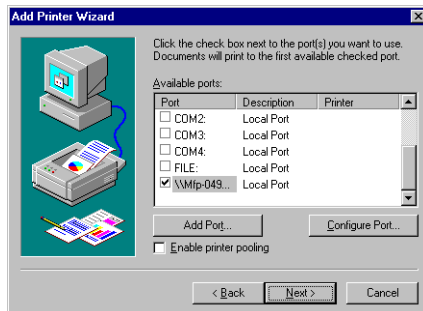 Add Printer Wizard
Click the check box next to the port(s) you want to use.
Documents will print to the first available checked port.
Available ports:
Port Description Printer
COM2: Local Port
COM3: Local Port
COM4: Local Port
FILE: Local Port
\\Mfp-049... Local Port
Add Port... Configure Port...
Enable printer pooling
< Back Next > Cancel